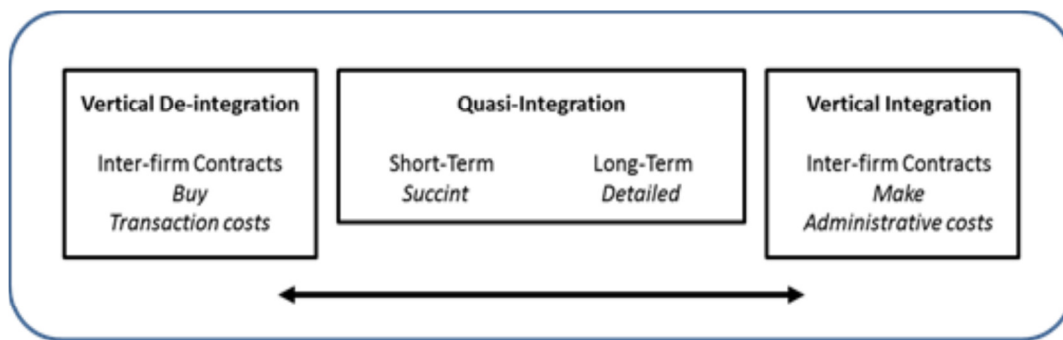 Vertical De-integration
Inter-firm Contracts
Buy
Transaction costs
Quasi-Integration
Short-Term Long-Term
Succint Detailed
Vertical Integration
Inter-firm Contracts
Make
Administrative costs